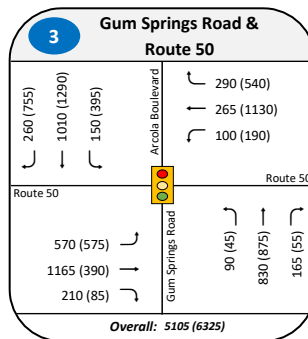 3
Gum Springs Road &
Route 50
260 (755)
1010 (1290)
150 (395)
Arcola Boulevard
290 (540)
265 (1130)
100 (190)
Route 50
Route 50
570 (575)
1165 (390)
210 (85)
Gum Springs Road
90 (45)
830 (875)
165 (55)
Overall: 5105 (6325)